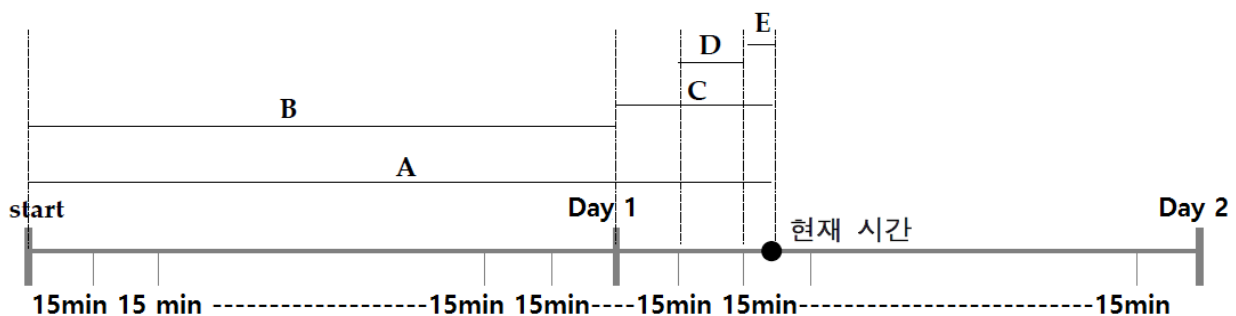 E
D
C
B
A
start
Day 1
Day 2
현재 시간
15min 15 min -------------------15min 15min----15min 15min--------------------------15min